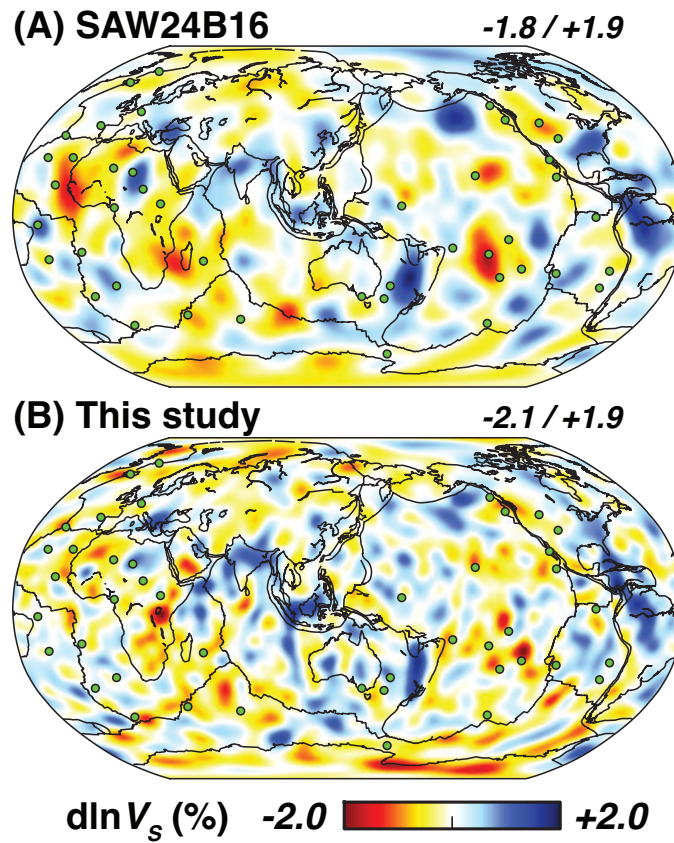 (A) SAW24B16 -1.8 / +1.9
(B) This study -2.1 / +1.9
dln Vs (%) -2.0 +2.0